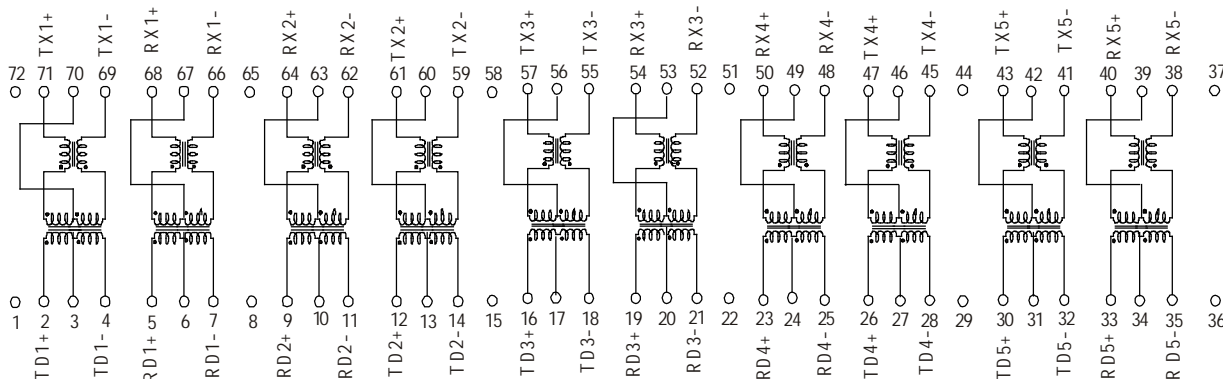 TX1+ TX1- RX1+ RX1- RX2+ RX2- TX2+ TX2- TX3+ TX3- RX3+ RX3- RX4+ RX4- TX4+ TX4- TX5+ TX5- RX5+ RX5-
72 71 70 69 68 67 66 65 64 63 62 61 60 59 58 57 56 55 54 53 52 51 50 49 48 47 46 45 44 43 42 41 40 39 38 37
1 2 3 4 5 6 7 8 9 10 11 12 13 14 15 16 17 18 19 20 21 22 23 24 25 26 27 28 29 30 31 32 33 34 35 36
TD1+ TD1- RD1+ RD1- RD2+ RD2- TD2+ TD2- TD3+ TD3- RD3+ RD3- RD4+ RD4- TD4+ TD4- TD5+ TD5- RD5+ RD5-